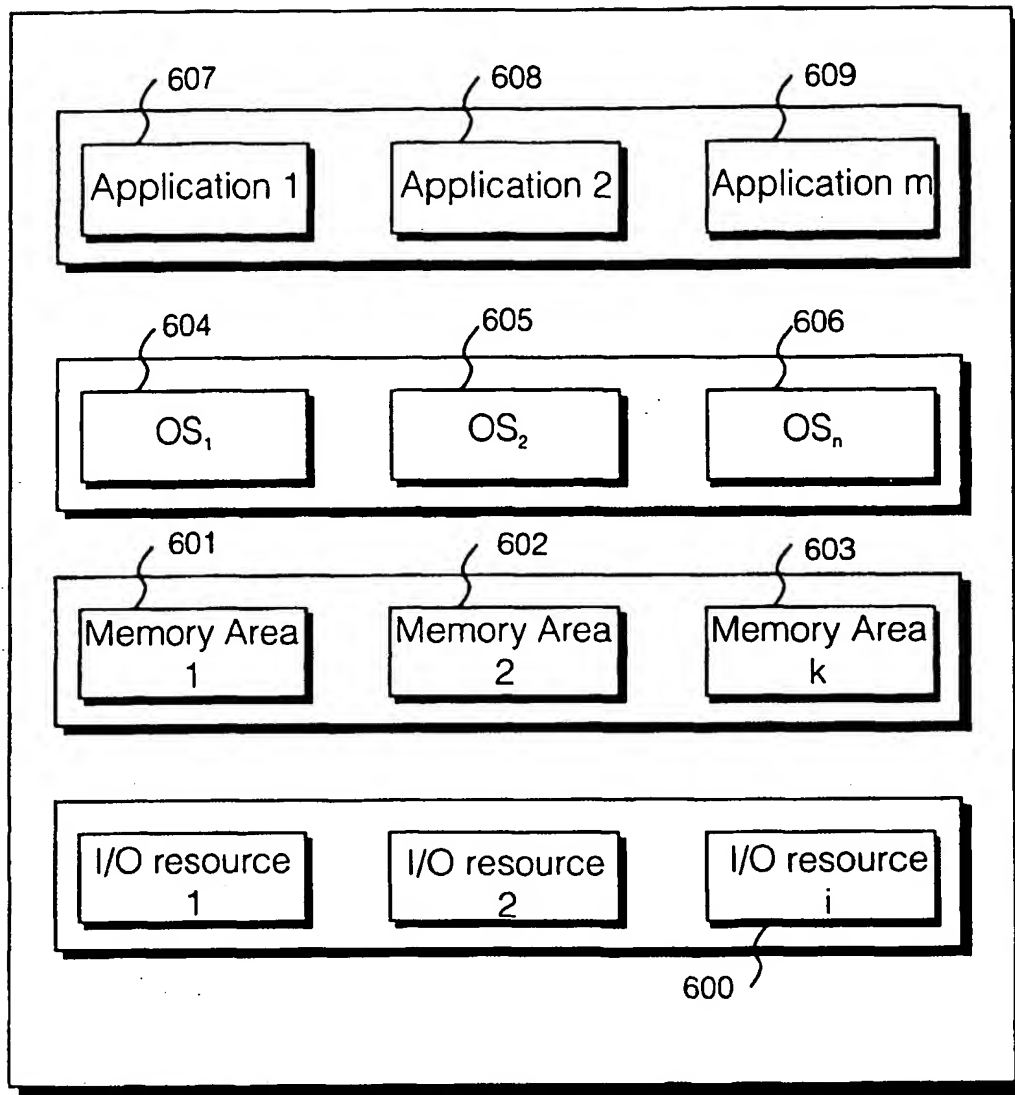 607 608 609
Application 1 Application 2 Application m
604 605 606
OS₁ OS₂ OSₙ
601 602 603
Memory Area Memory Area Memory Area
1 2 k
I/O resource I/O resource I/O resource
1 2 i
600